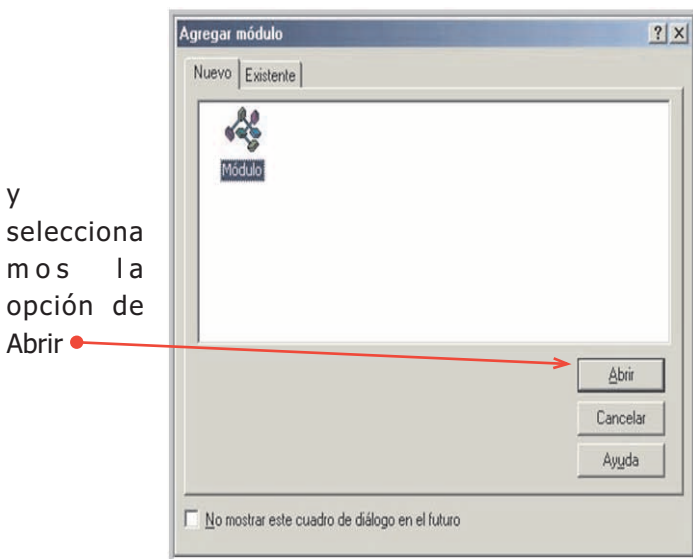 Agregar módulo
Nuevo Existente
Módulo
y
selecciona
mos la
opción de
Abrir
Abrir
Cancelar
Ayuda
No mostrar este cuadro de diálogo en el futuro